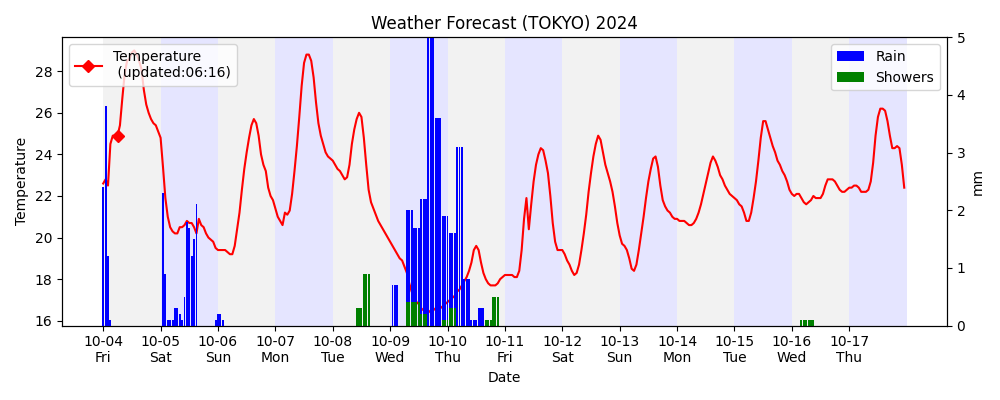 Weather Forecast (TOKYO) 2024
Temperature
(updated:06:16)
Rain
Showers
Temperature
28
26
24
22
20
18
16
5
4
3
2
1
0
mm
10-04 10-05 10-06 10-07 10-08 10-09 10-10 10-11 10-12 10-13 10-14 10-15 10-16 10-17
Fri Sat Sun Mon Tue Wed Thu Fri Sat Sun Mon Tue Wed Thu
Date